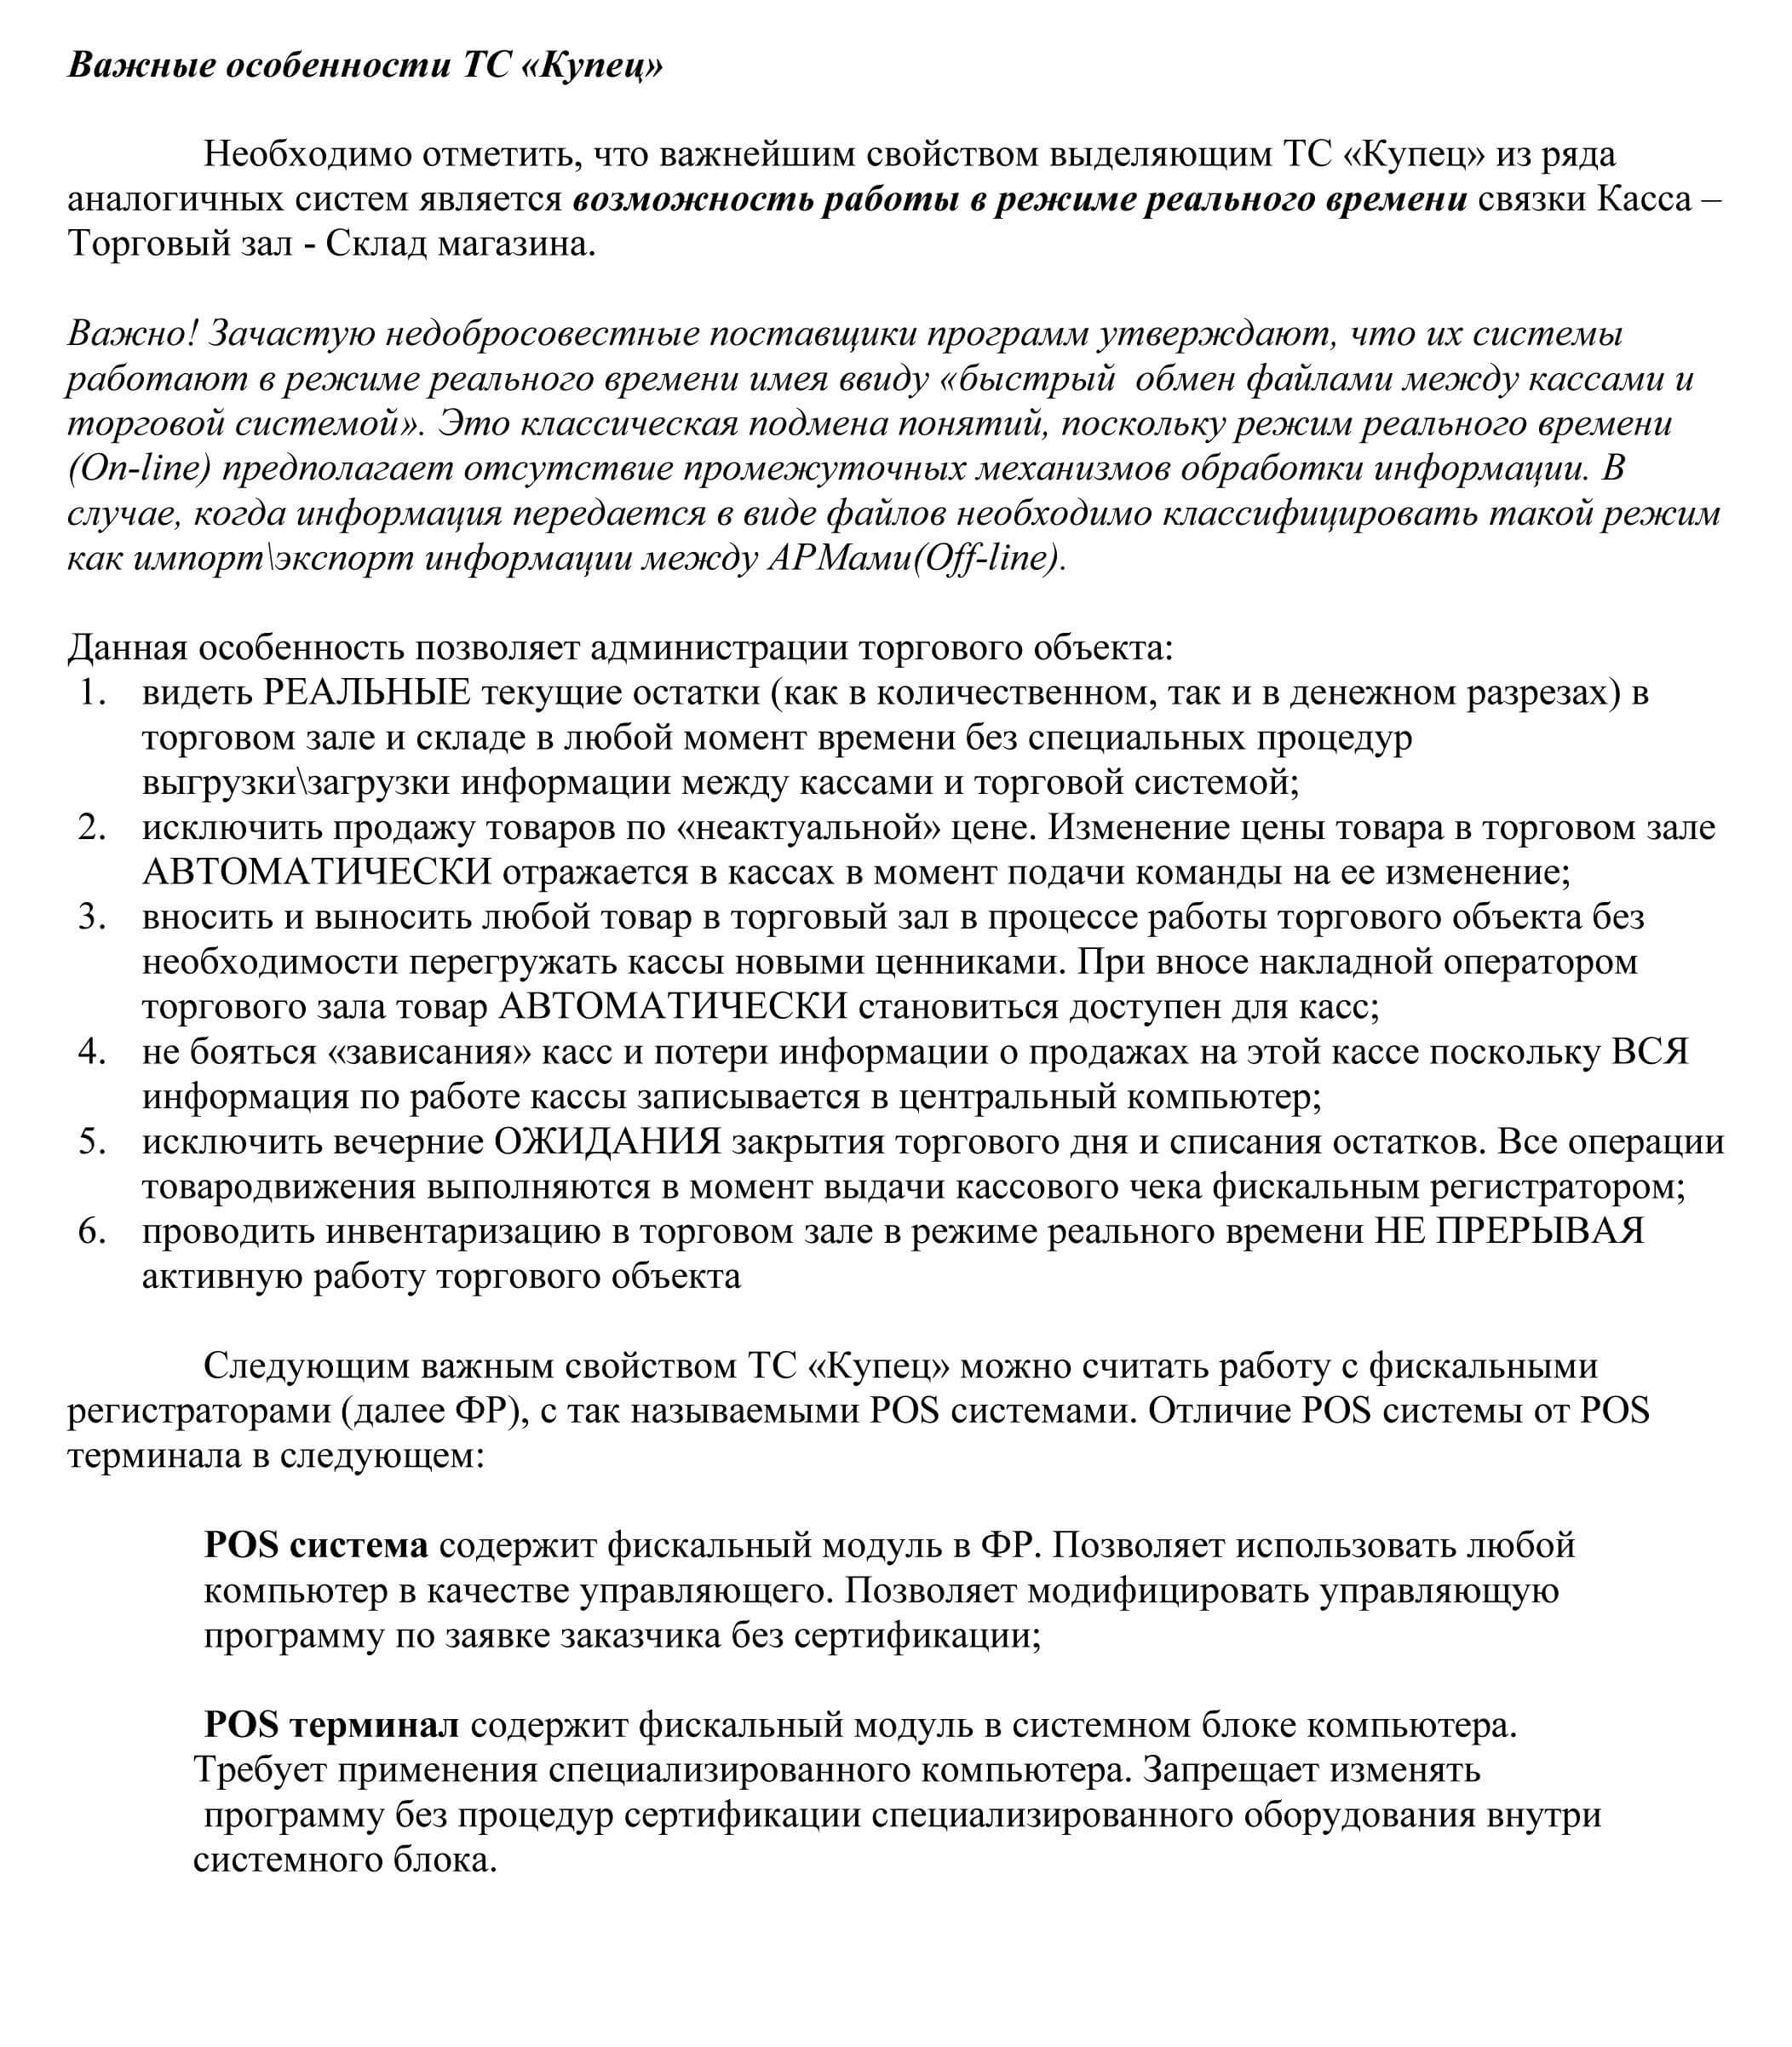 Важные особенности ТС «Купец»
Необходимо отметить, что важнейшим свойством выделяющим ТС «Купец» из ряда
аналогичных систем является возможность работы в режиме реального времени связки Касса –
Торговый зал - Склад магазина.
Важно! Зачастую недобросовестные поставщики программ утверждают, что их системы
работают в режиме реального времени имея ввиду «быстрый  обмен файлами между кассами и
торговой системой». Это классическая подмена понятий, поскольку режим реального времени
(On-line) предполагает отсутствие промежуточных механизмов обработки информации. В
случае, когда информация передается в виде файлов необходимо классифицировать такой режим
как импорт\экспорт информации между АРМами(Off-line).
Данная особенность позволяет администрации торгового объекта:
1. видеть РЕАЛЬНЫЕ текущие остатки (как в количественном, так и в денежном разрезах) в
торговом зале и складе в любой момент времени без специальных процедур
выгрузки\загрузки информации между кассами и торговой системой;
2. исключить продажу товаров по «неактуальной» цене. Изменение цены товара в торговом зале
АВТОМАТИЧЕСКИ отражается в кассах в момент подачи команды на ее изменение;
3. вносить и выносить любой товар в торговый зал в процессе работы торгового объекта без
необходимости перегружать кассы новыми ценниками. При вносе накладной оператором
торгового зала товар АВТОМАТИЧЕСКИ становиться доступен для касс;
4. не бояться «зависания» касс и потери информации о продажах на этой кассе поскольку ВСЯ
информация по работе кассы записывается в центральный компьютер;
5. исключить вечерние ОЖИДАНИЯ закрытия торгового дня и списания остатков. Все операции
товародвижения выполняются в момент выдачи кассового чека фискальным регистратором;
6. проводить инвентаризацию в торговом зале в режиме реального времени НЕ ПРЕРЫВАЯ
активную работу торгового объекта
Следующим важным свойством ТС «Купец» можно считать работу с фискальными
регистраторами (далее ФР), с так называемыми POS системами. Отличие POS системы от POS
терминала в следующем:
POS система содержит фискальный модуль в ФР. Позволяет использовать любой
компьютер в качестве управляющего. Позволяет модифицировать управляющую
программу по заявке заказчика без сертификации;
POS терминал содержит фискальный модуль в системном блоке компьютера.
Требует применения специализированного компьютера. Запрещает изменять
программу без процедур сертификации специализированного оборудования внутри
системного блока.